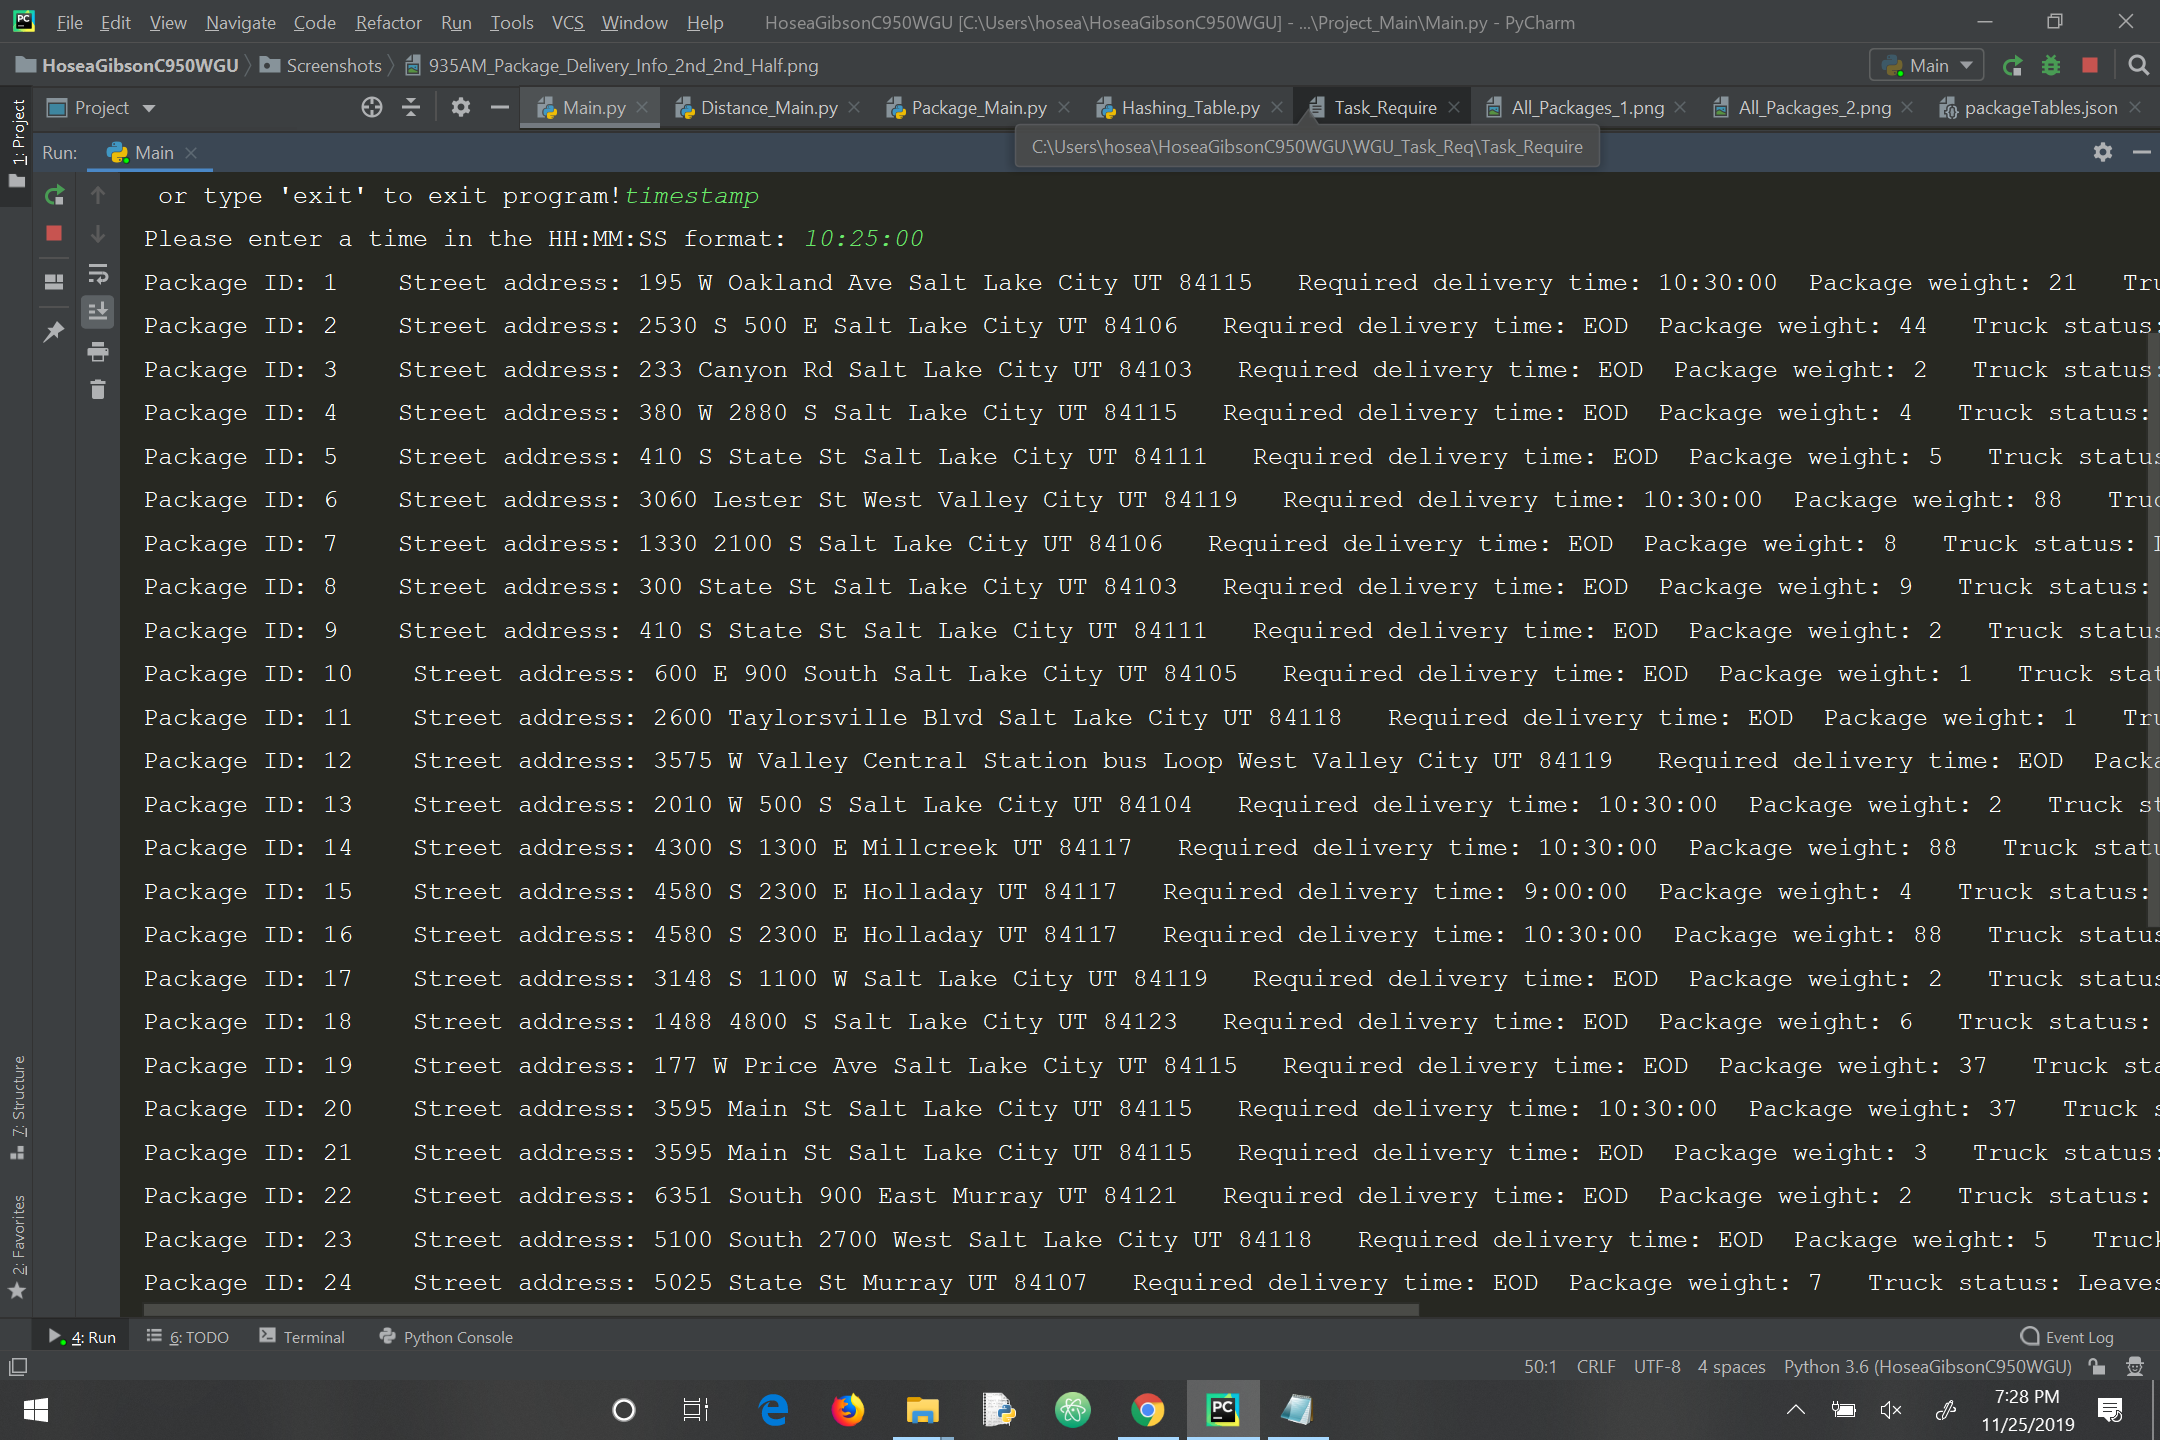 File Edit View Navigate Code Refactor Run Tools VCS Window Help HoseaGibsonC950WGU [C:\Users\hosea\HoseaGibsonC950WGU] - ...\Project_Main\Main.py - PyCharm
HoseaGibsonC950WGU Screenshots 935AM_Package_Delivery_Info_2nd_2nd_Half.png Main
1: Project
Project Main.py Distance_Main.py Package_Main.py Hashing_Table.py Task_Require All_Packages_1.png All_Packages_2.png packageTables.json
C:\Users\hosea\HoseaGibsonC950WGU\WGU_Task_Req\Task_Require
Run: Main
or type 'exit' to exit program!timestamp
Please enter a time in the HH:MM:SS format: 10:25:00
Package ID: 1 Street address: 195 W Oakland Ave Salt Lake City UT 84115 Required delivery time: 10:30:00 Package weight: 21 Tru
Package ID: 2 Street address: 2530 S 500 E Salt Lake City UT 84106 Required delivery time: EOD Package weight: 44 Truck status:
Package ID: 3 Street address: 233 Canyon Rd Salt Lake City UT 84103 Required delivery time: EOD Package weight: 2 Truck status:
Package ID: 4 Street address: 380 W 2880 S Salt Lake City UT 84115 Required delivery time: EOD Package weight: 4 Truck status:
Package ID: 5 Street address: 410 S State St Salt Lake City UT 84111 Required delivery time: EOD Package weight: 5 Truck status
Package ID: 6 Street address: 3060 Lester St West Valley City UT 84119 Required delivery time: 10:30:00 Package weight: 88 Truc
Package ID: 7 Street address: 1330 2100 S Salt Lake City UT 84106 Required delivery time: EOD Package weight: 8 Truck status:
Package ID: 8 Street address: 300 State St Salt Lake City UT 84103 Required delivery time: EOD Package weight: 9 Truck status:
Package ID: 9 Street address: 410 S State St Salt Lake City UT 84111 Required delivery time: EOD Package weight: 2 Truck status
Package ID: 10 Street address: 600 E 900 South Salt Lake City UT 84105 Required delivery time: EOD Package weight: 1 Truck stat
Package ID: 11 Street address: 2600 Taylorsville Blvd Salt Lake City UT 84118 Required delivery time: EOD Package weight: 1 Tru
Package ID: 12 Street address: 3575 W Valley Central Station bus Loop West Valley City UT 84119 Required delivery time: EOD Packa
Package ID: 13 Street address: 2010 W 500 S Salt Lake City UT 84104 Required delivery time: 10:30:00 Package weight: 2 Truck st
Package ID: 14 Street address: 4300 S 1300 E Millcreek UT 84117 Required delivery time: 10:30:00 Package weight: 88 Truck statu
Package ID: 15 Street address: 4580 S 2300 E Holladay UT 84117 Required delivery time: 9:00:00 Package weight: 4 Truck status:
Package ID: 16 Street address: 4580 S 2300 E Holladay UT 84117 Required delivery time: 10:30:00 Package weight: 88 Truck status
Package ID: 17 Street address: 3148 S 1100 W Salt Lake City UT 84119 Required delivery time: EOD Package weight: 2 Truck status
Package ID: 18 Street address: 1488 4800 S Salt Lake City UT 84123 Required delivery time: EOD Package weight: 6 Truck status:
Package ID: 19 Street address: 177 W Price Ave Salt Lake City UT 84115 Required delivery time: EOD Package weight: 37 Truck sta
Package ID: 20 Street address: 3595 Main St Salt Lake City UT 84115 Required delivery time: 10:30:00 Package weight: 37 Truck s
Package ID: 21 Street address: 3595 Main St Salt Lake City UT 84115 Required delivery time: EOD Package weight: 3 Truck status:
Package ID: 22 Street address: 6351 South 900 East Murray UT 84121 Required delivery time: EOD Package weight: 2 Truck status:
Package ID: 23 Street address: 5100 South 2700 West Salt Lake City UT 84118 Required delivery time: EOD Package weight: 5 Truck
Package ID: 24 Street address: 5025 State St Murray UT 84107 Required delivery time: EOD Package weight: 7 Truck status: Leaves
7: Structure
2: Favorites
4: Run 6: TODO Terminal Python Console Event Log
50:1 CRLF UTF-8 4 spaces Python 3.6 (HoseaGibsonC950WGU)
7:28 PM
11/25/2019